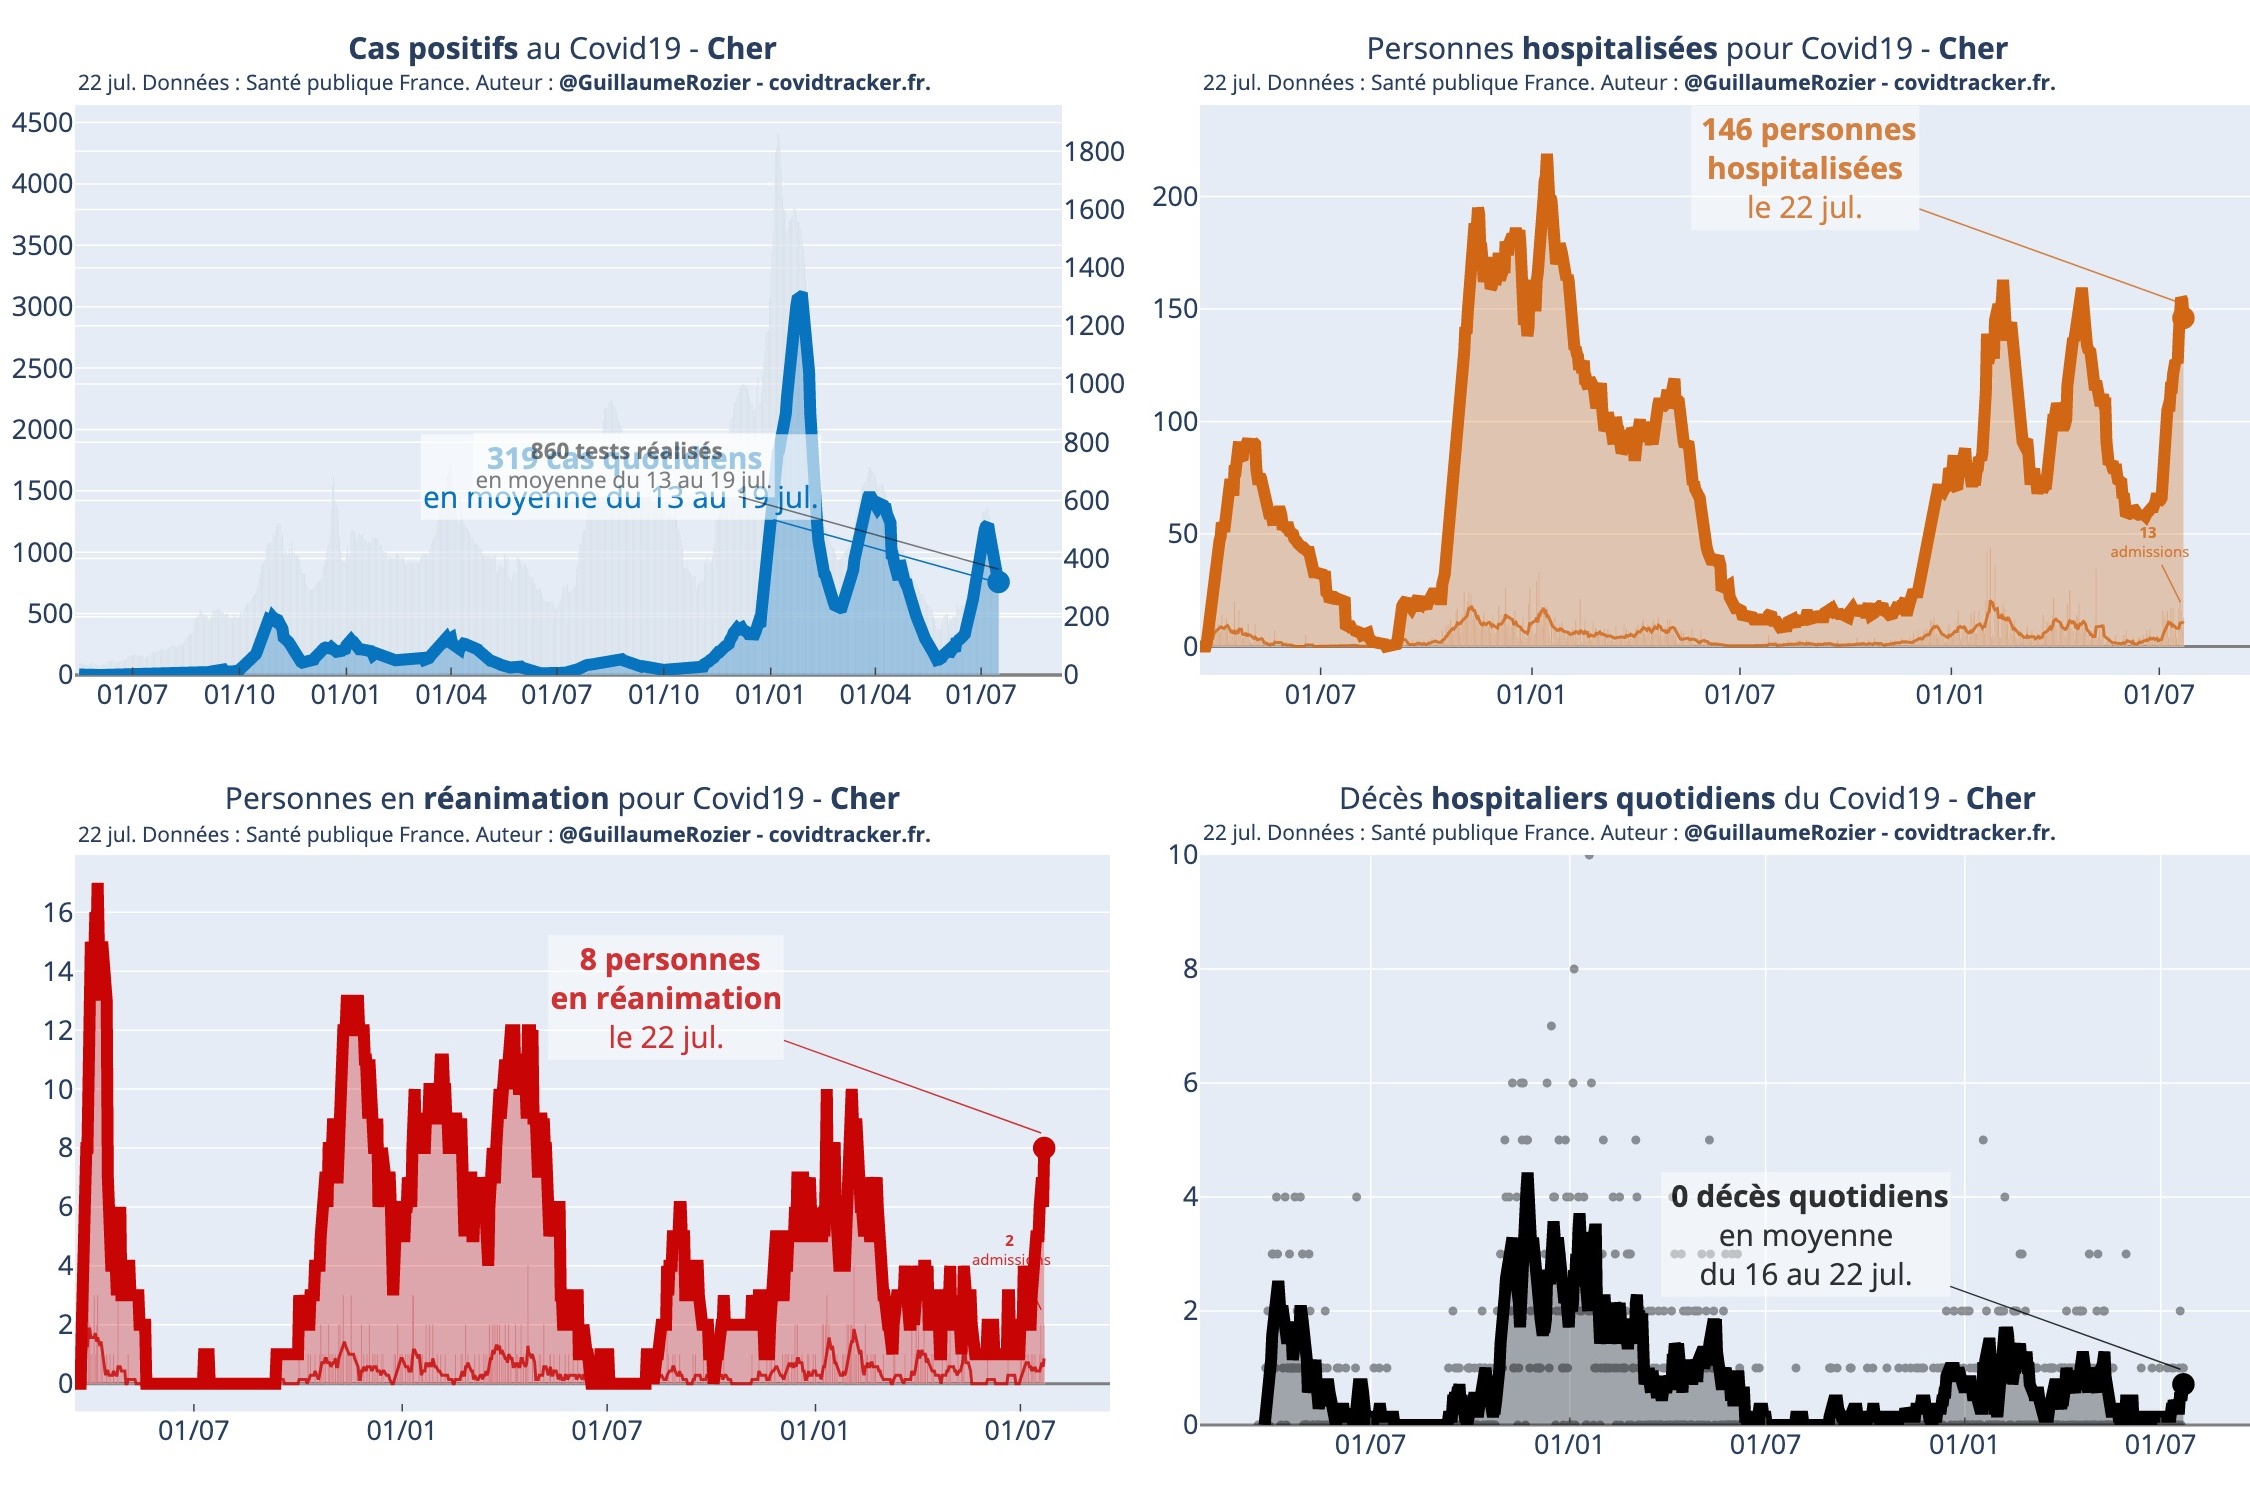 Cas positifs au Covid19 - Cher
22 jul. Données : Santé publique France. Auteur : @GuillaumeRozier - covidtracker.fr.
4500
4000
3500
3000
2500
2000
1500
1000
500
0
1800
1600
1400
1200
1000
800
600
400
200
0
860 tests réalisés
en moyenne du 13 au 19 jul.
319 cas quotidiens
en moyenne du 13 au 19 jul.
01/07 01/10 01/01 01/04 01/07 01/10 01/01 01/04 01/07
Personnes hospitalisées pour Covid19 - Cher
22 jul. Données : Santé publique France. Auteur : @GuillaumeRozier - covidtracker.fr.
146 personnes
hospitalisées
le 22 jul.
200
150
100
50
0
13
admissions
01/07 01/01 01/07 01/01 01/07
Personnes en réanimation pour Covid19 - Cher
22 jul. Données : Santé publique France. Auteur : @GuillaumeRozier - covidtracker.fr.
16
14
12
10
8
6
4
2
0
8 personnes
en réanimation
le 22 jul.
2
admissions
01/07 01/01 01/07 01/01 01/07
Décès hospitaliers quotidiens du Covid19 - Cher
22 jul. Données : Santé publique France. Auteur : @GuillaumeRozier - covidtracker.fr.
10
8
6
4
2
0
0 décès quotidiens
en moyenne
du 16 au 22 jul.
01/07 01/01 01/07 01/01 01/07